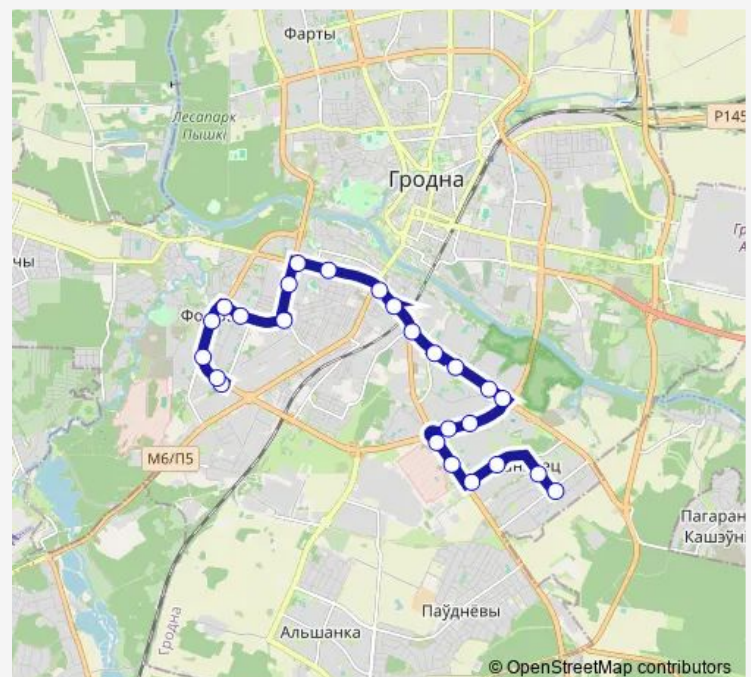 Фарты
Лесапарк
Пышкі
Р145
Гродна
чы
М6/П5
Пагаран
Кашэўн
Гродна
Паўднёвы
Альшанка
© OpenStreetMap contributors